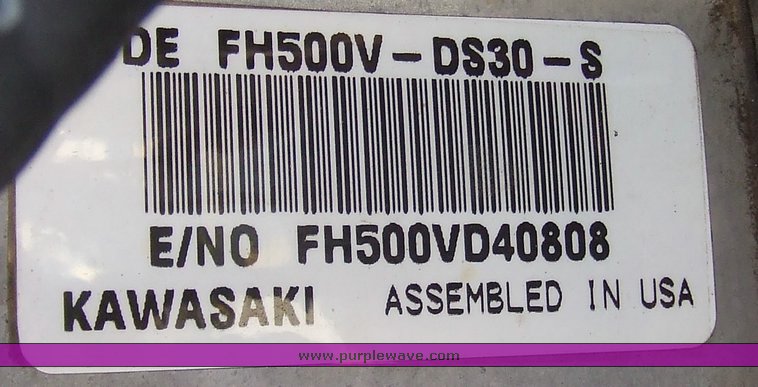 DE FH500V-DS30-S
E/NO FH500VD40808
KAWASAKI ASSEMBLED IN USA
www.purplewave.com